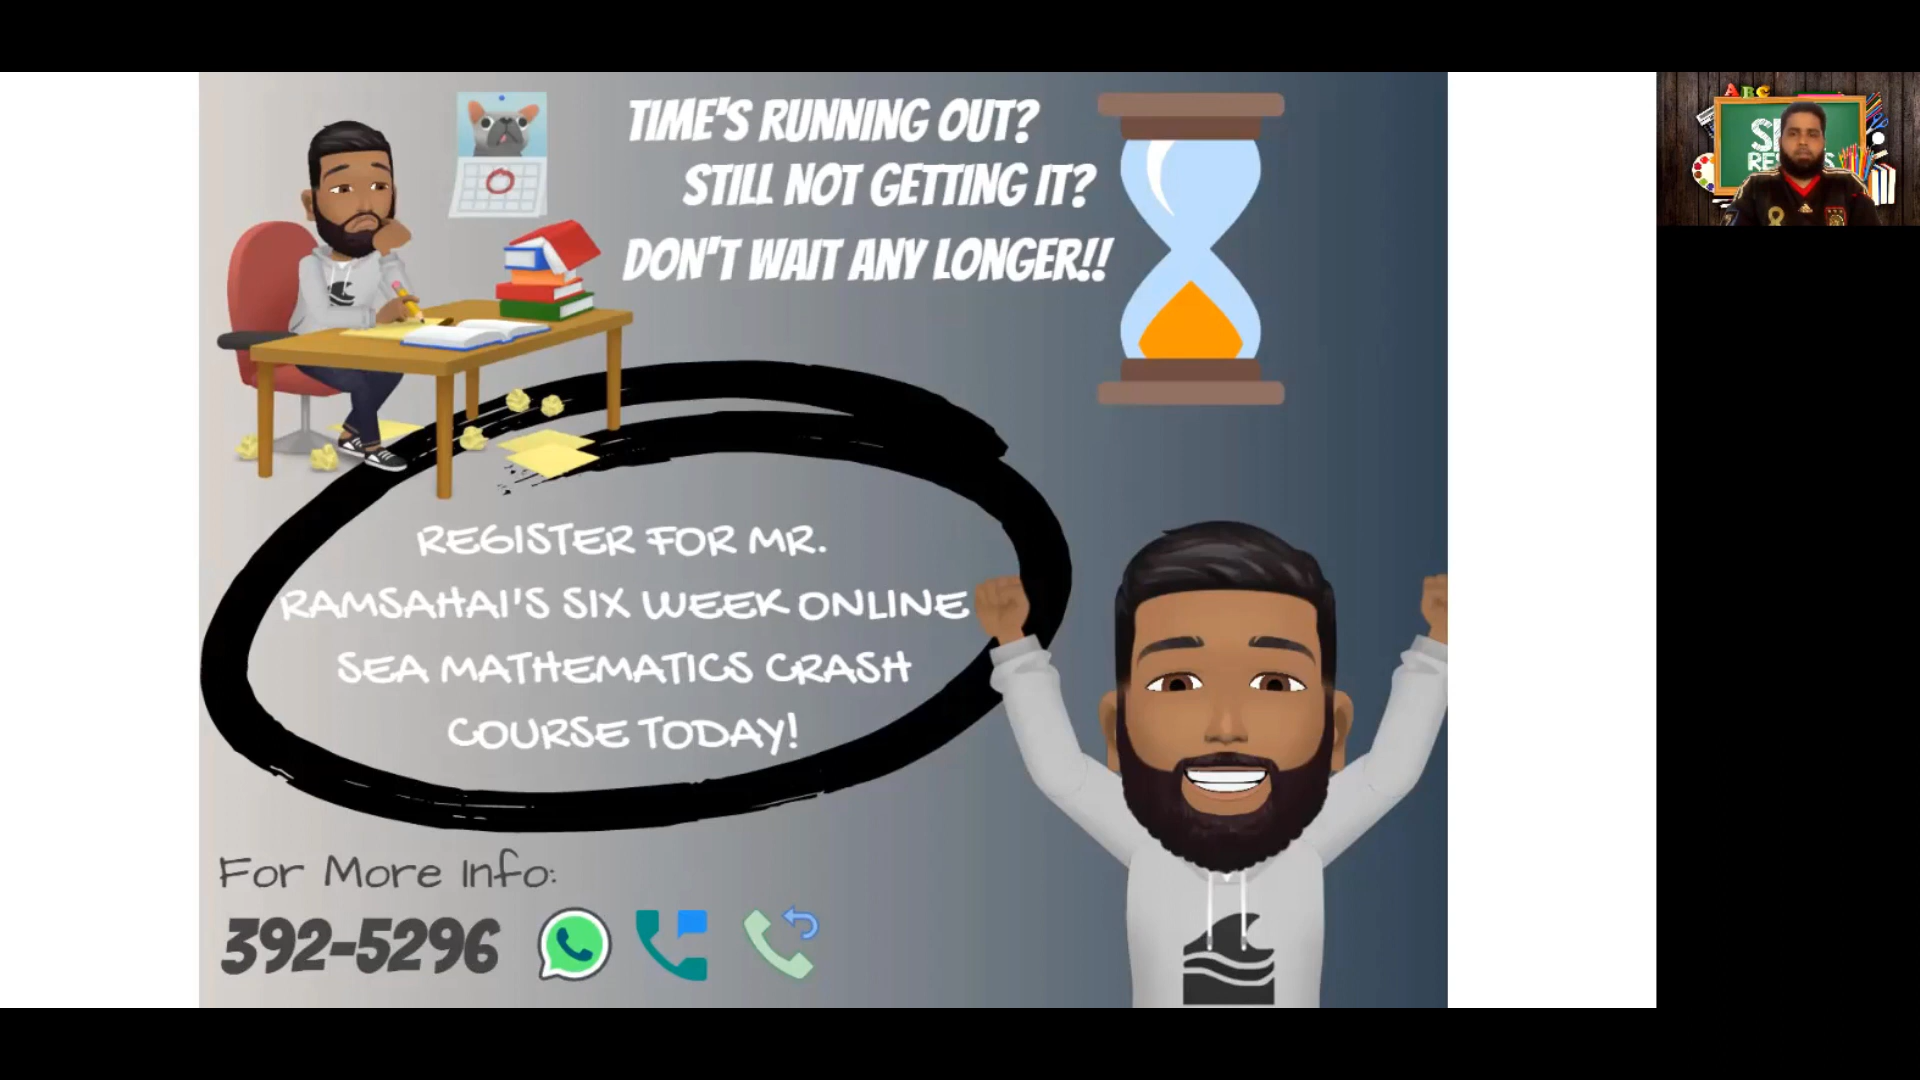 TIME'S RUNNING OUT?
STILL NOT GETTING IT?
DON'T WAIT ANY LONGER!!
REGISTER FOR MR.
RAMSAHAI'S SIX WEEK ONLINE
SEA MATHEMATICS CRASH
COURSE TODAY!
For More Info:
392-5296
ABC